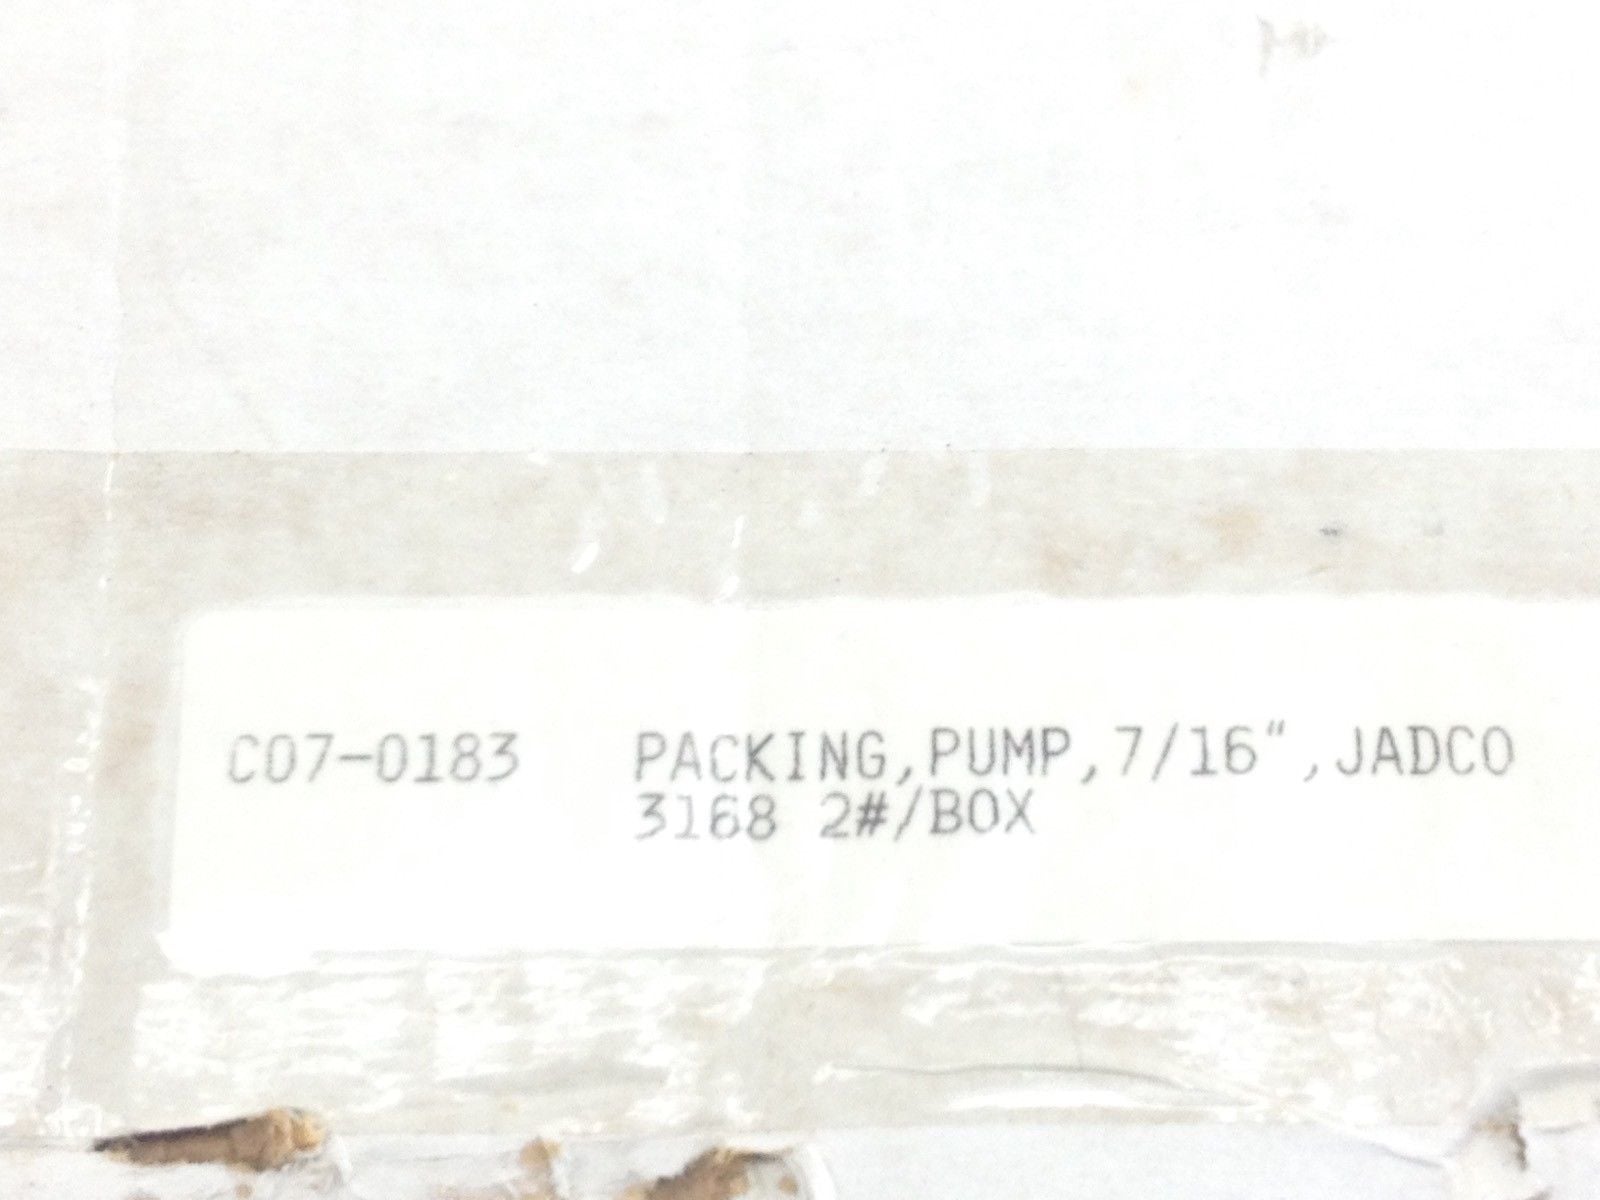 C07-0183 PACKING,PUMP,7/16",JADCO
3168 2#/BOX